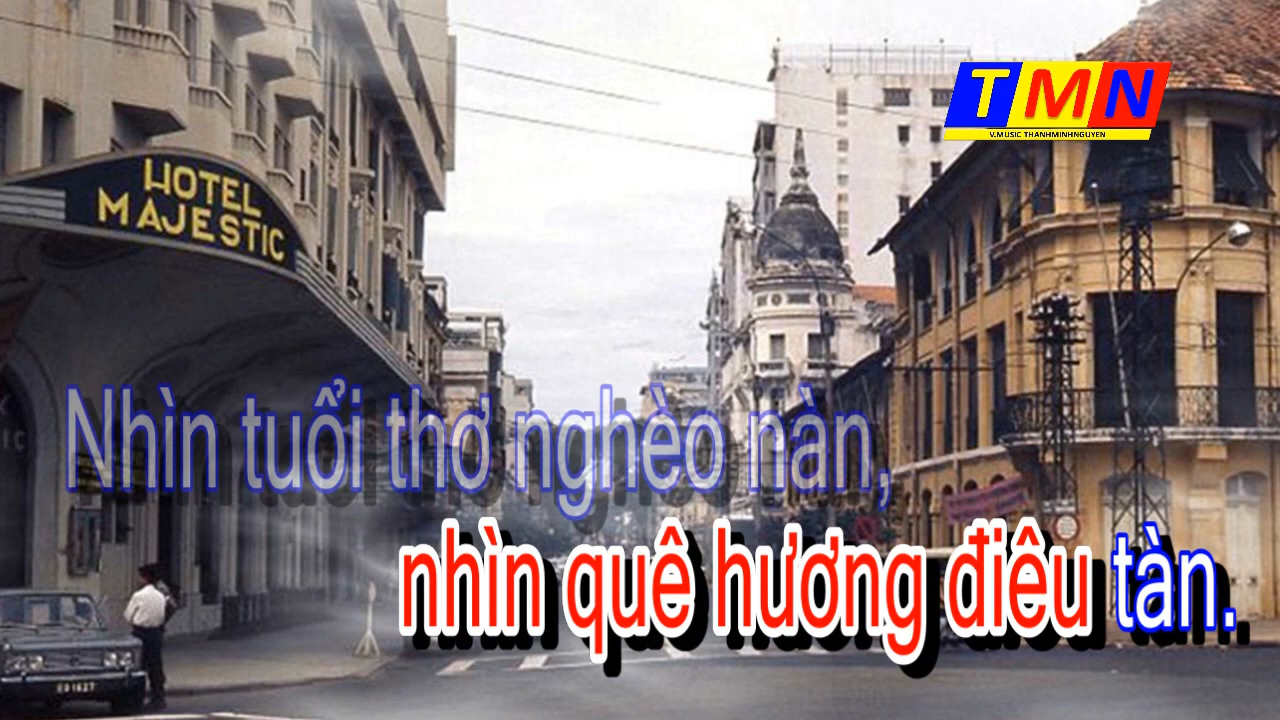 HOTEL
MAJESTIC
TMN
V.MUSIC THANHMINHNGUYEN
Nhìn tuổi thơ nghèo nàn,
nhìn quê hương điêu tàn.